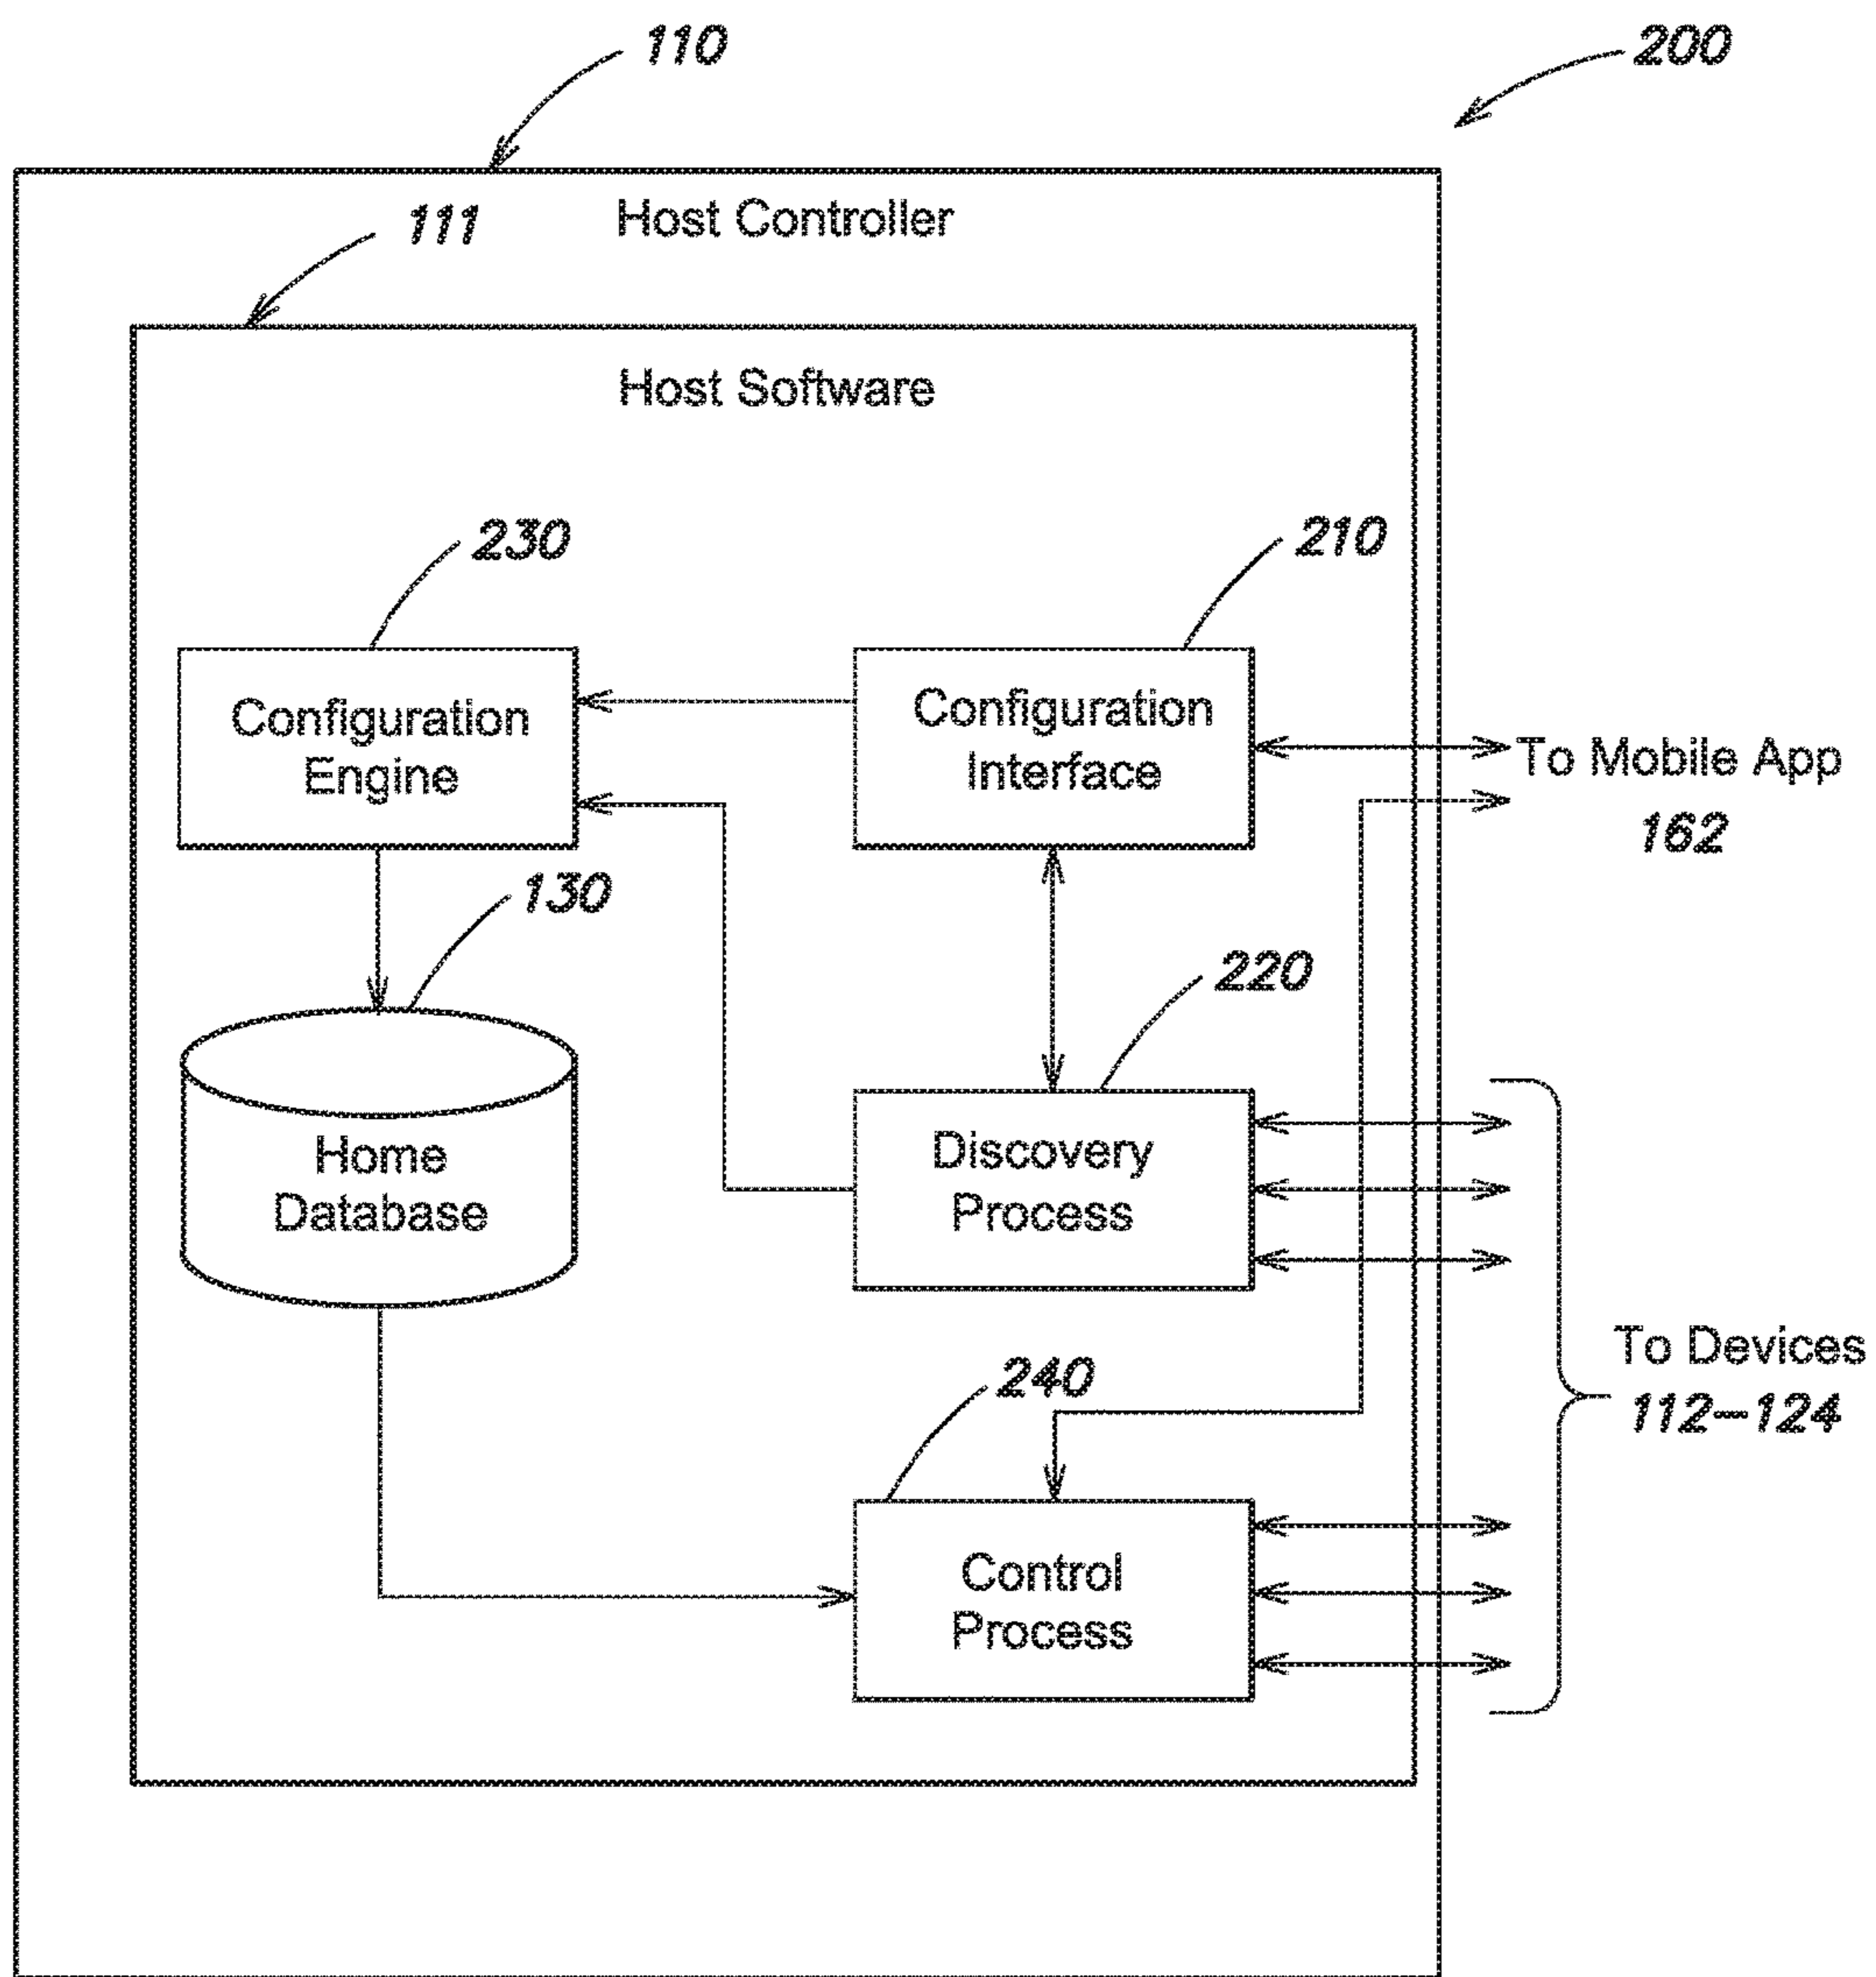 110
200
Host Controller
111
Host Software
230
210
Configuration
Engine
Configuration
Interface
To Mobile App
162
130
220
Home
Database
Discovery
Process
To Devices
112–124
240
Control
Process